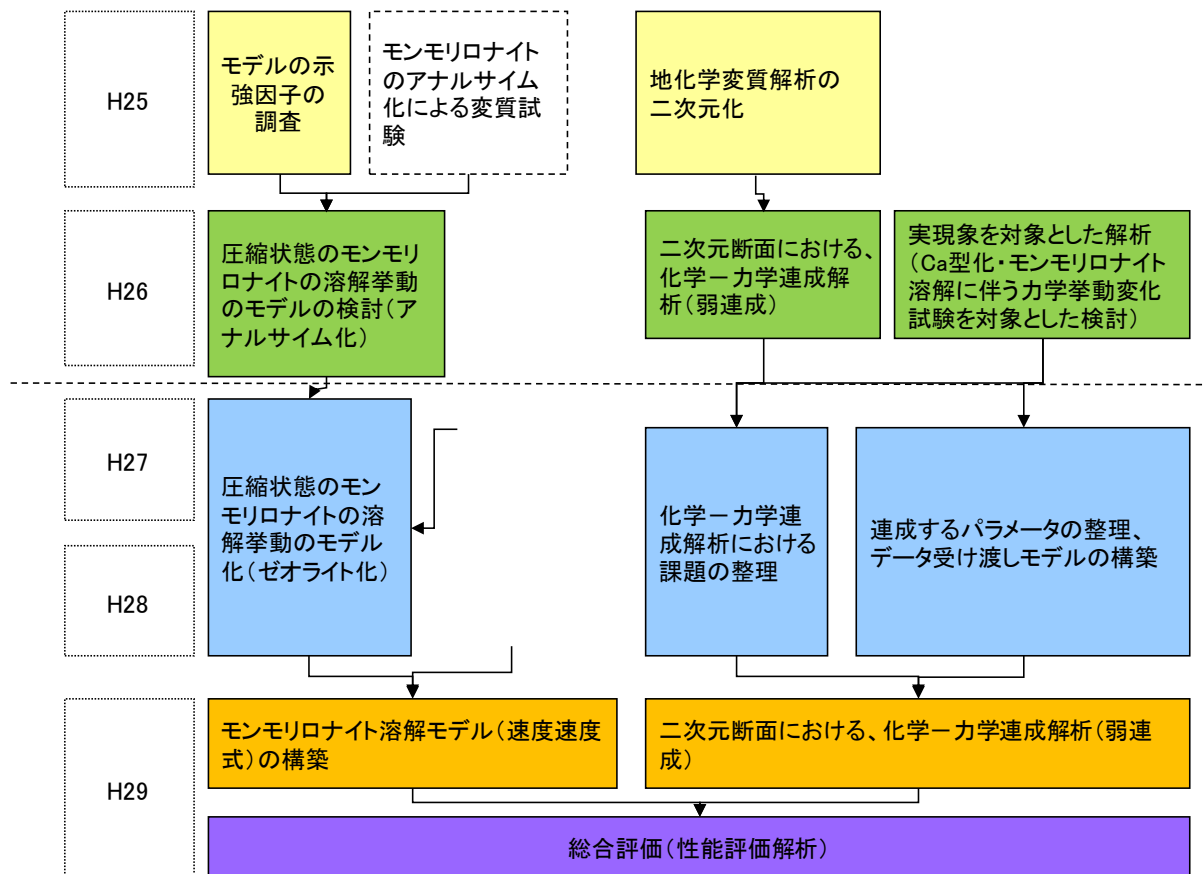 H25
モデルの示
強因子の
調査
モンモリロナイト
のアナルサイム
化による変質試
験
地化学変質解析の
二次元化
H26
圧縮状態のモンモ
リロナイトの溶解挙動
のモデルの検討（ア
ナルサイム化）
二次元断面における、
化学－力学連成解
析（弱連成）
実現象を対象とした解析
（Ca型化・モンモリロナイト
溶解に伴う力学挙動変化
試験を対象とした検討）
H27
H28
圧縮状態のモン
モリロナイトの溶
解挙動のモデル
化（ゼオライト化）
化学－力学連
成解析における
課題の整理
連成するパラメータの整理、
データ受け渡しモデルの構築
H29
モンモリロナイト溶解モデル（速度速度
式）の構築
二次元断面における、化学－力学連成解析（弱連
成）
総合評価（性能評価解析）